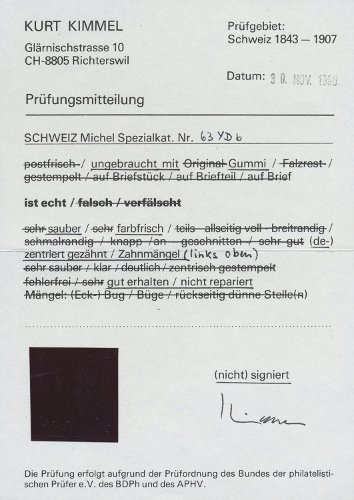 KURT KIMMEL
Glärnischstrasse 10
CH-8805 Richterswil
Prüfgebiet:
Schweiz 1843 — 1907
Datum: 30. NOV.
Prüfungsmitteilung
SCHWEIZ Michel Spezialkat. Nr. 63 YD b
postfrisch / ungebraucht mit Original Gummi / Falzrest /
gestempelt / auf Briefstück / auf Briefteil / auf Brief
ist echt / falsch / verfälscht
sehr sauber / sehr farbfrisch / teils - allseitig voll - breitrandig /
schmalrandig / knapp / an - geschnitten / sehr gut (de-)
zentriert gezähnt / Zahnmängel (links oben)
sehr sauber / klar / deutlich / zentrisch gestempelt
fehlerfrei / sehr gut erhalten / nicht repariert
Mängel: (Eck-) Bug / Büge / rückseitig dünne Stelle(n)
(nicht) signiert
Die Prüfung erfolgt aufgrund der Prüfordnung des Bundes der philatelisti-
schen Prüfer e.V. des BDPh und des APHV.